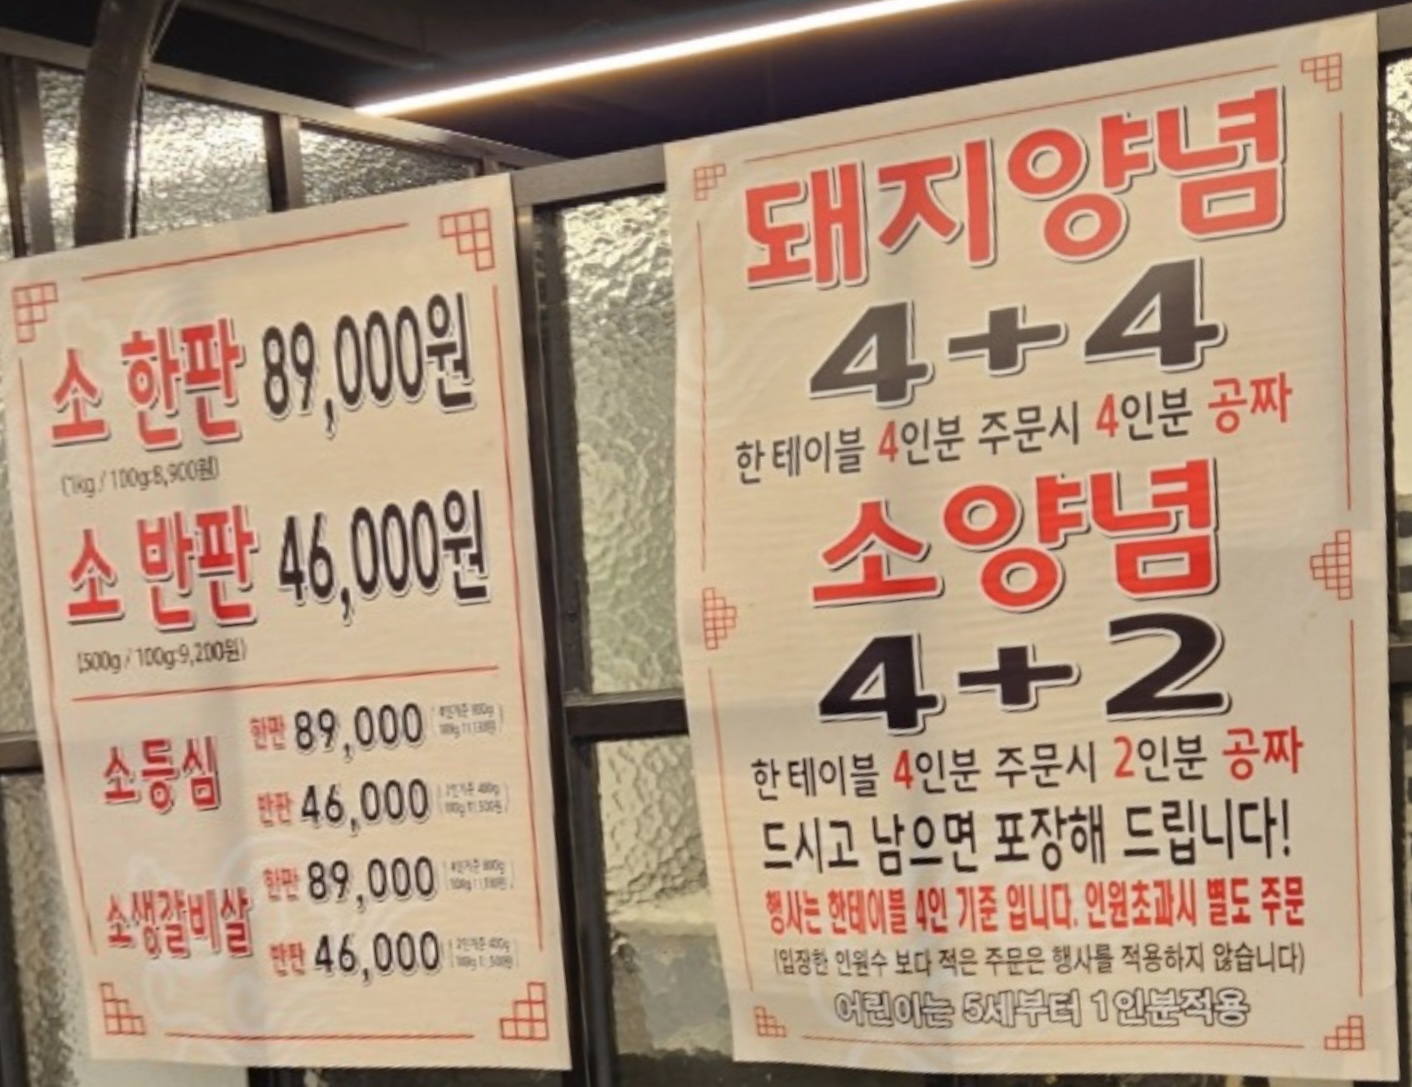 소 한판 89,000원
(1kg / 100g:8,900원)
소 반판 46,000원
(500g / 100g:9,200원)
소등심
한판 89,000
반판 46,000
소생갈비살
한판 89,000
반판 46,000
돼지양념
4+4
한 테이블 4인분 주문시 4인분 공짜
소양념
4+2
한 테이블 4인분 주문시 2인분 공짜
드시고 남으면 포장해 드립니다!
행사는 한테이블 4인 기준 입니다. 인원초과시 별도 주문
(입장한 인원수 보다 적은 주문은 행사를 적용하지 않습니다)
어린이는 5세부터 1인분적용